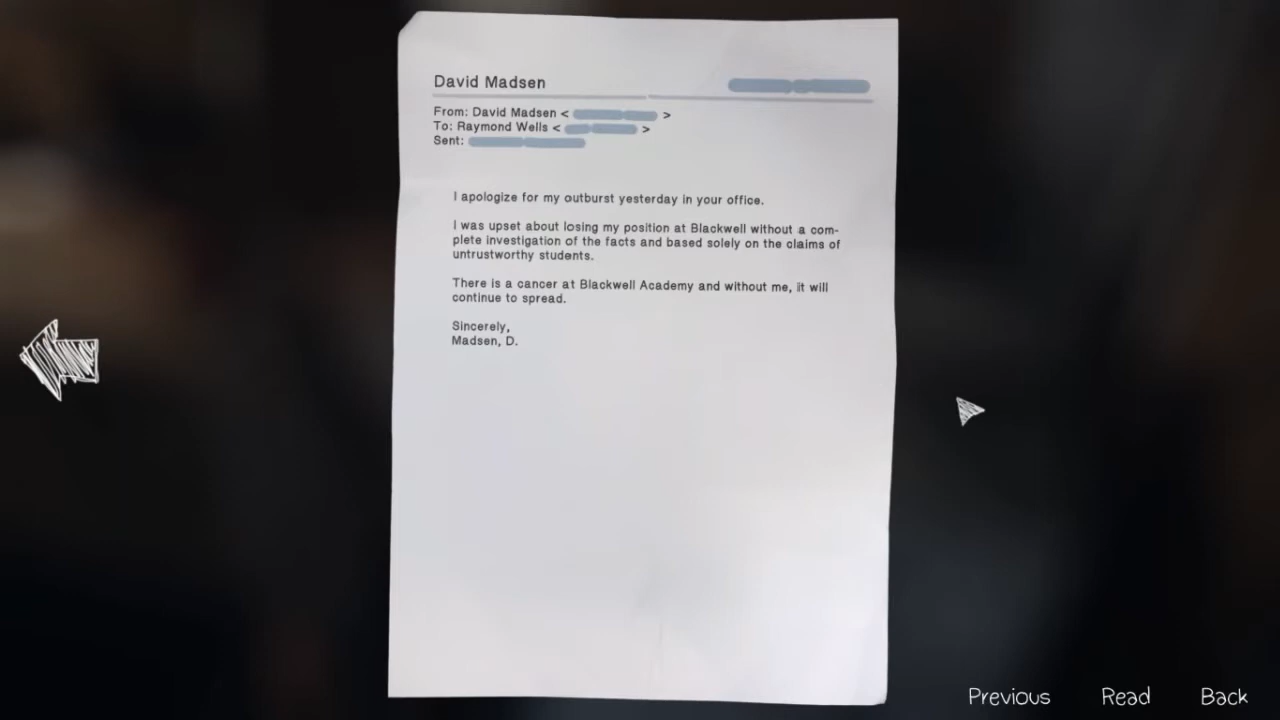 David Madsen
From: David Madsen < >
To: Raymond Wells < >
Sent:
I apologize for my outburst yesterday in your office.
I was upset about losing my position at Blackwell without a com-
plete investigation of the facts and based solely on the claims of
untrustworthy students.
There is a cancer at Blackwell Academy and without me, it will
continue to spread.
Sincerely,
Madsen, D.
Previous Read Back